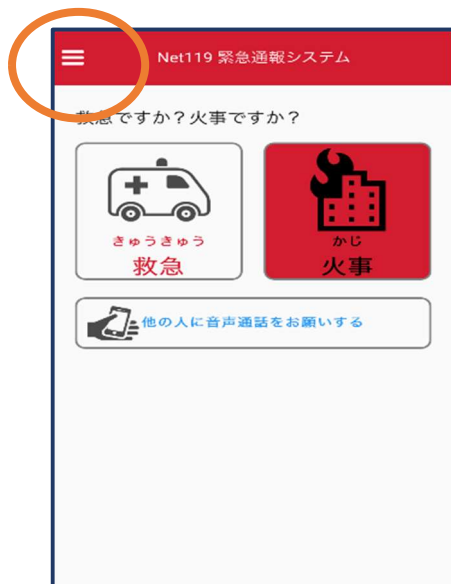 Net119 緊急通報システム
救急ですか？火事ですか？
きゅうきゅう
救急
かじ
火事
他の人に音声通話をお願いする